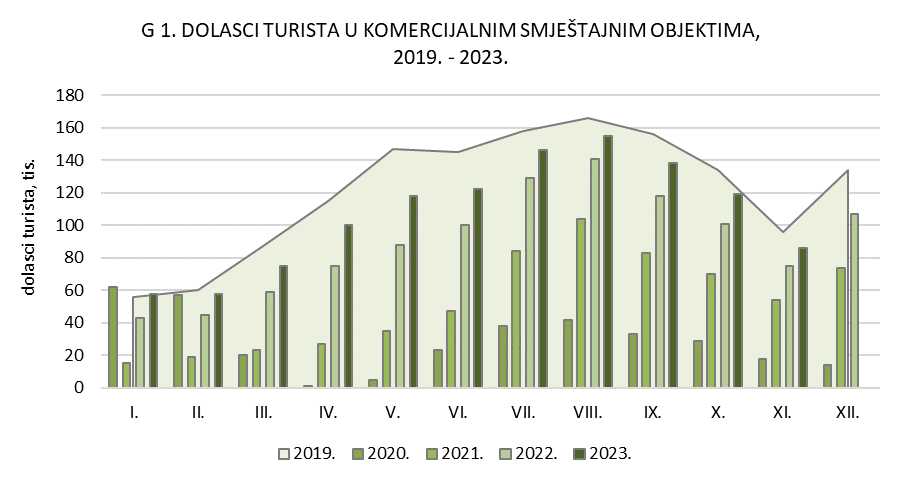 G 1. DOLASCI TURISTA U KOMERCIJALNIM SMJEŠTAJNIM OBJEKTIMA,
2019. - 2023.
dolasci turista, tis.
180
160
140
120
100
80
60
40
20
0
I. II. III. IV. V. VI. VII. VIII. IX. X. XI. XII.
2019. 2020. 2021. 2022. 2023.